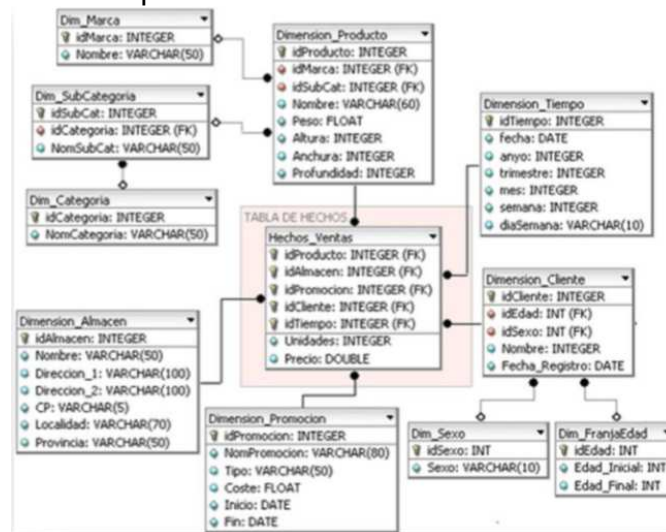 Dim_Marca
idMarca: INTEGER
Nombre: VARCHAR(50)
Dimension_Producto
idProducto: INTEGER
idMarca: INTEGER (FK)
idSubCat: INTEGER (FK)
Nombre: VARCHAR(60)
Peso: FLOAT
Altura: INTEGER
Anchura: INTEGER
Profundidad: INTEGER
Dim_SubCategoria
idSubCat: INTEGER
idCategoria: INTEGER (FK)
NomSubCat: VARCHAR(50)
Dimension_Tiempo
idTiempo: INTEGER
fecha: DATE
anyo: INTEGER
trimestre: INTEGER
mes: INTEGER
semana: INTEGER
diaSemana: VARCHAR(10)
Dim_Categoria
idCategoria: INTEGER
NomCategoria: VARCHAR(50)
TABLA DE HECHOS
Hechos_Ventas
idProducto: INTEGER (FK)
idAlmacen: INTEGER (FK)
idPromocion: INTEGER (FK)
idCliente: INTEGER (FK)
idTiempo: INTEGER (FK)
Unidades: INTEGER
Precio: DOUBLE
Dimension_Cliente
idCliente: INTEGER
idEdad: INT (FK)
idSexo: INT (FK)
Nombre: INTEGER
Fecha_Registro: DATE
Dimension_Almacen
idAlmacen: INTEGER
Nombre: VARCHAR(50)
Direccion_1: VARCHAR(100)
Direccion_2: VARCHAR(100)
CP: VARCHAR(5)
Localidad: VARCHAR(70)
Provincia: VARCHAR(50)
Dimension_Promocion
idPromocion: INTEGER
NomPromocion: VARCHAR(80)
Tipo: VARCHAR(50)
Coste: FLOAT
Inicio: DATE
Fin: DATE
Dim_Sexo
idSexo: INT
Sexo: VARCHAR(10)
Dim_FranjaEdad
idEdad: INT
Edad_Inicial: INT
Edad_Final: INT